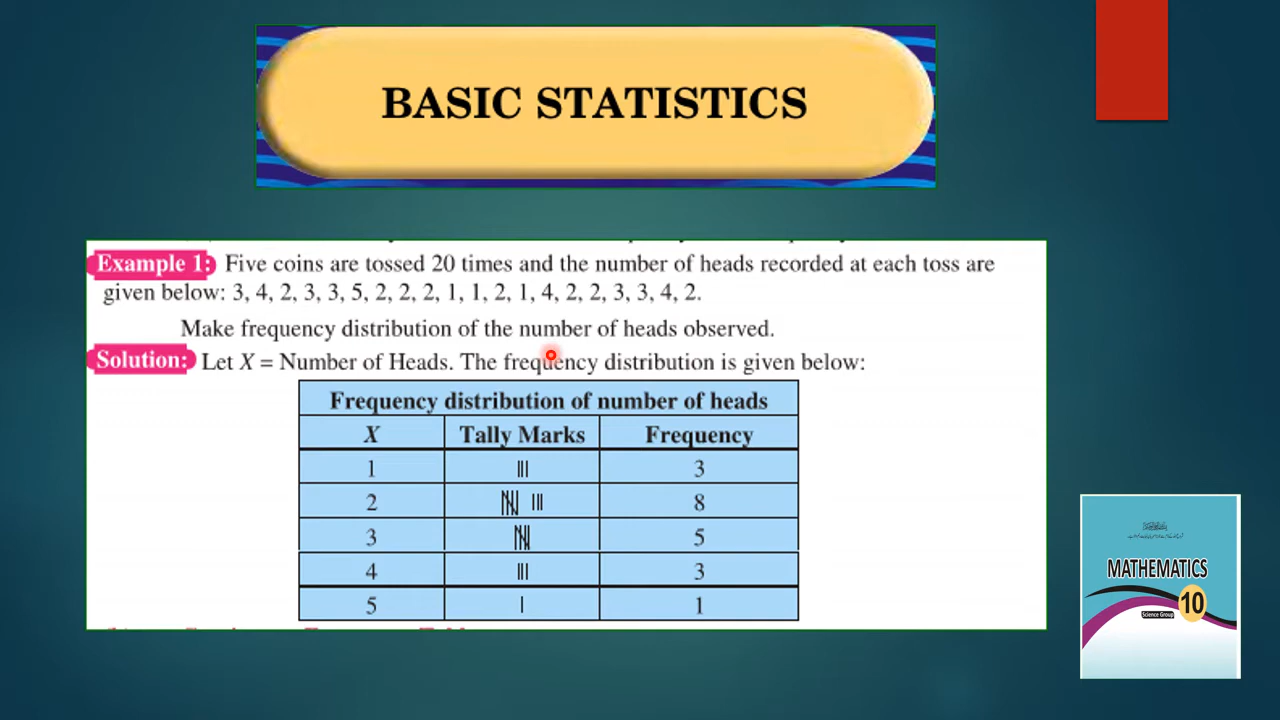 BASIC STATISTICS
Example 1: Five coins are tossed 20 times and the number of heads recorded at each toss are
given below: 3, 4, 2, 3, 3, 5, 2, 2, 2, 1, 1, 2, 1, 4, 2, 2, 3, 3, 4, 2.
Make frequency distribution of the number of heads observed.
Solution: Let X = Number of Heads. The frequency distribution is given below:
Frequency distribution of number of heads
X Tally Marks Frequency
1 ||| 3
2 |||| ||| 8
3 |||| 5
4 ||| 3
5 | 1
MATHEMATICS
10
Science Group